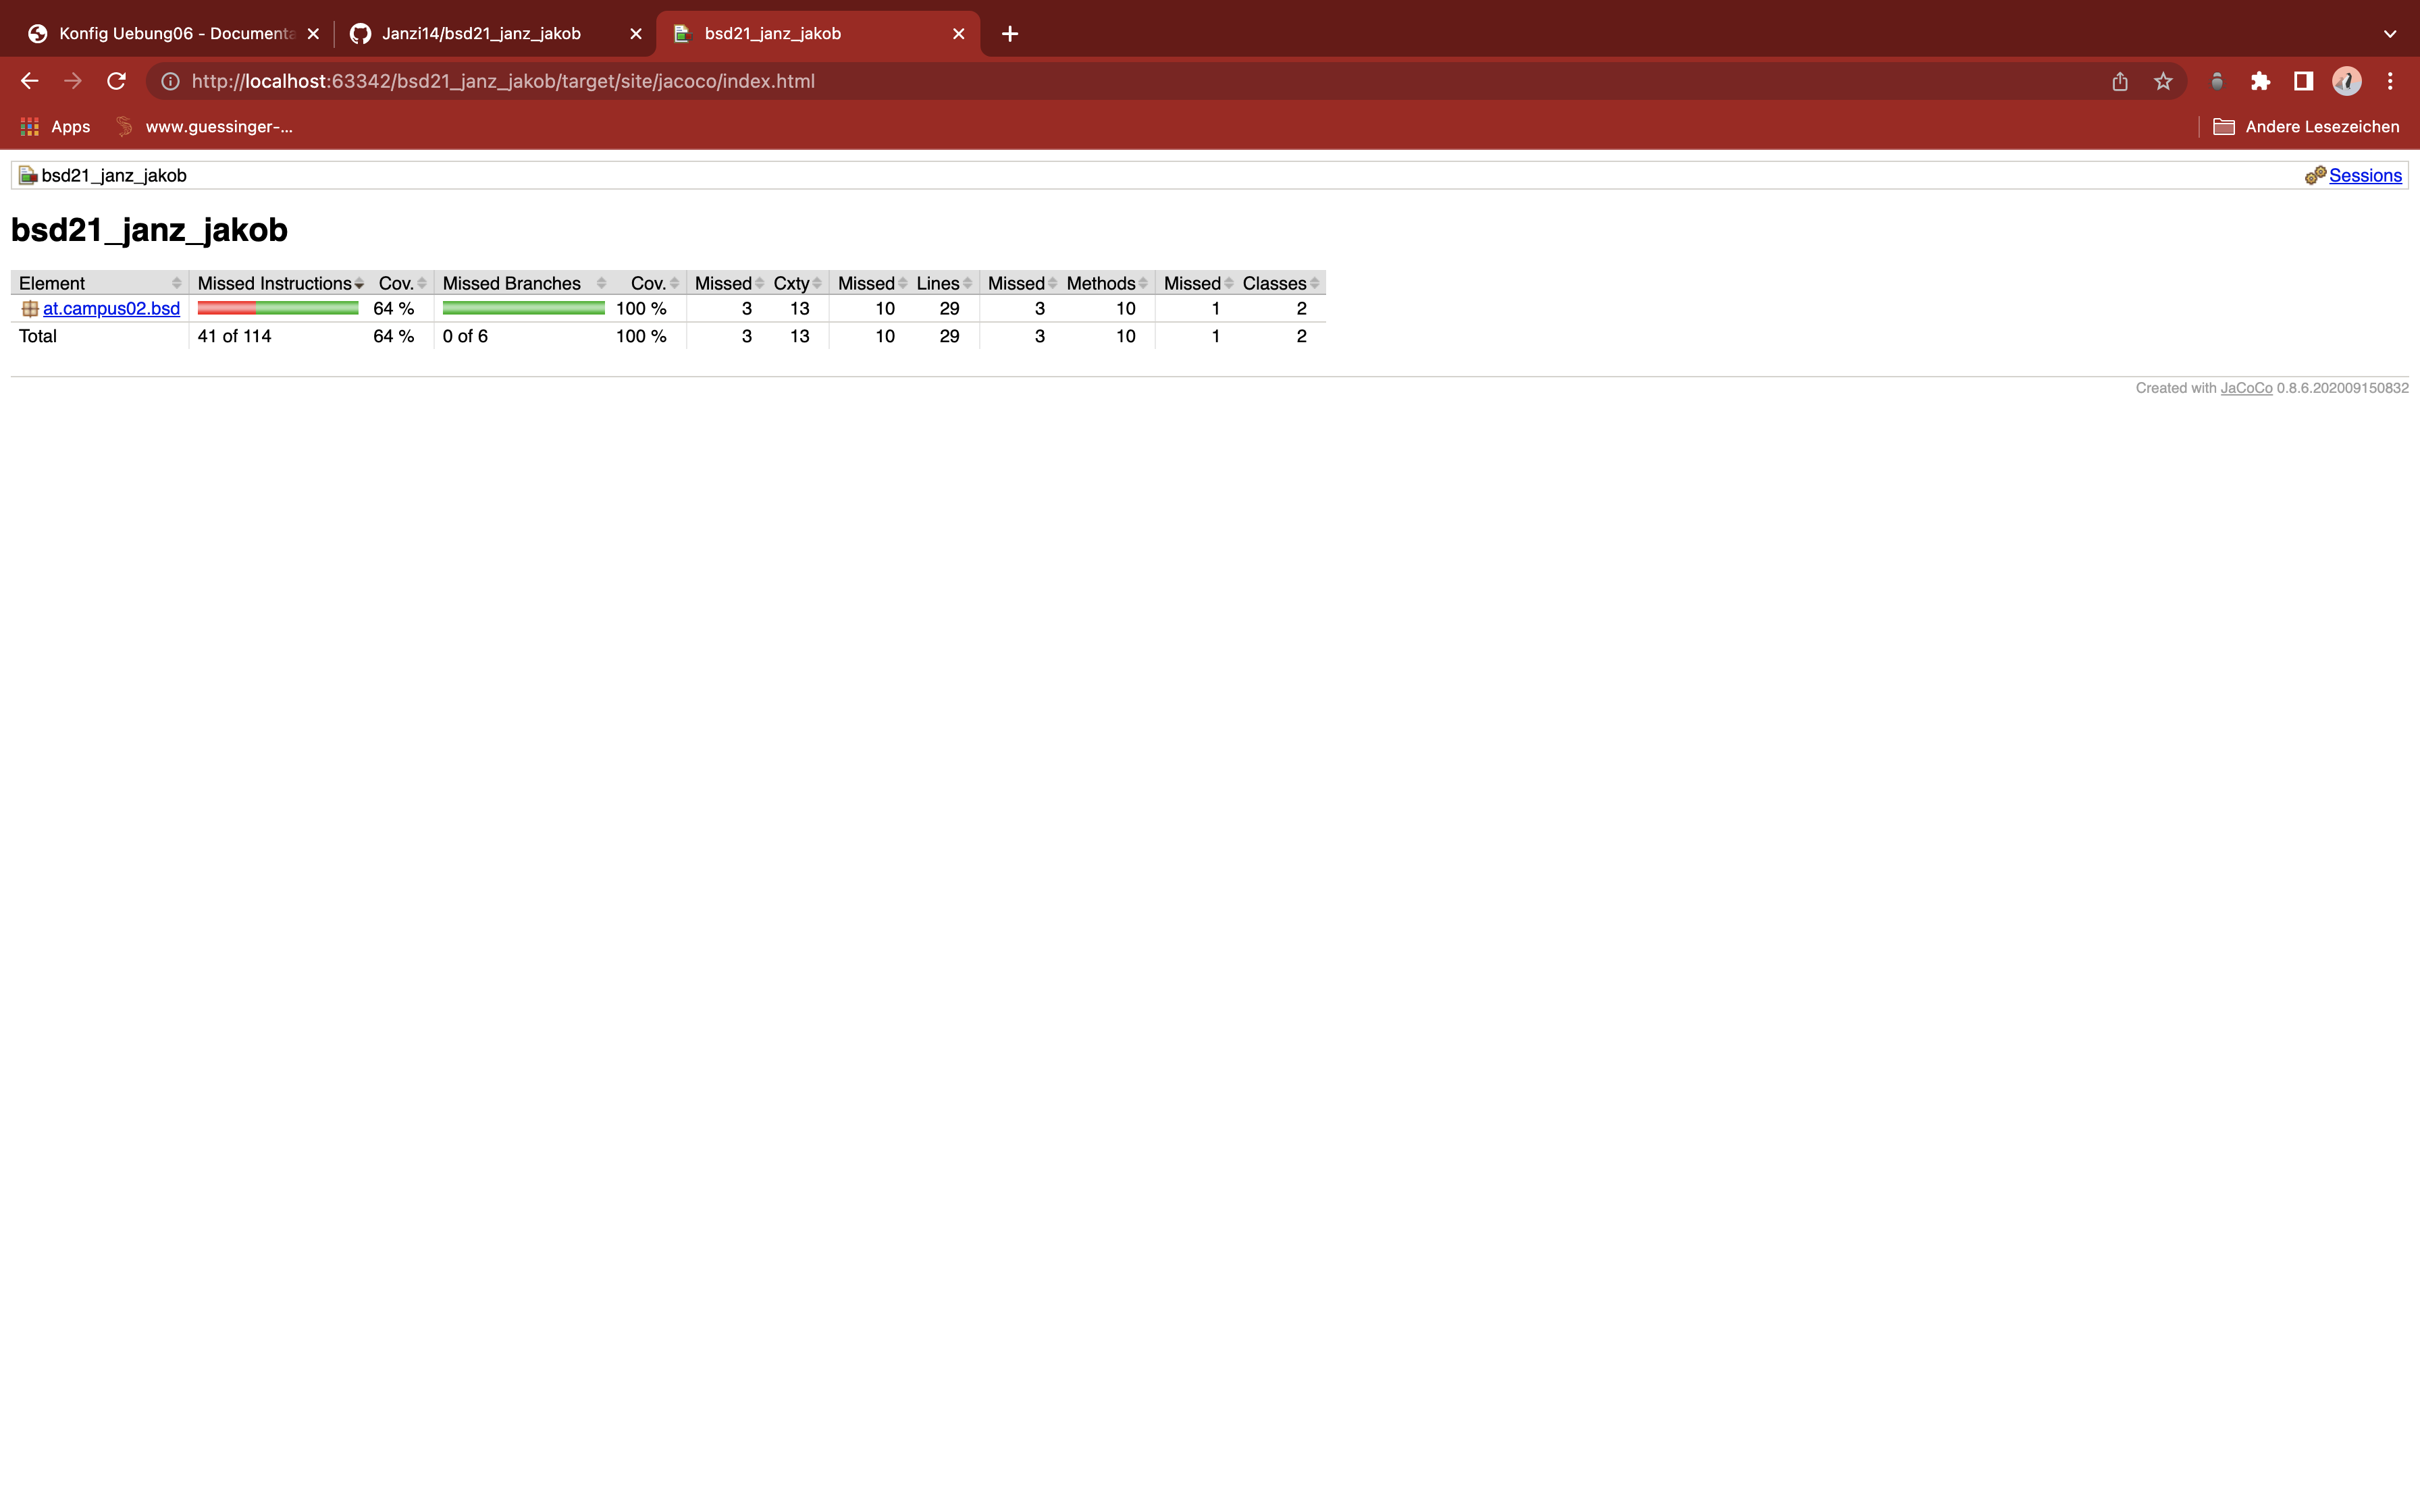 Konfig Uebung06 - Documenta
Janzi14/bsd21_janz_jakob
bsd21_janz_jakob
http://localhost:63342/bsd21_janz_jakob/target/site/jacoco/index.html
Apps www.guessinger-... Andere Lesezeichen
bsd21_janz_jakob Sessions
bsd21_janz_jakob
Element Missed Instructions Cov. Missed Branches Cov. Missed Cxty Missed Lines Missed Methods Missed Classes
at.campus02.bsd 64 % 100 % 3 13 10 29 3 10 1 2
Total 41 of 114 64 % 0 of 6 100 % 3 13 10 29 3 10 1 2
Created with JaCoCo 0.8.6.202009150832